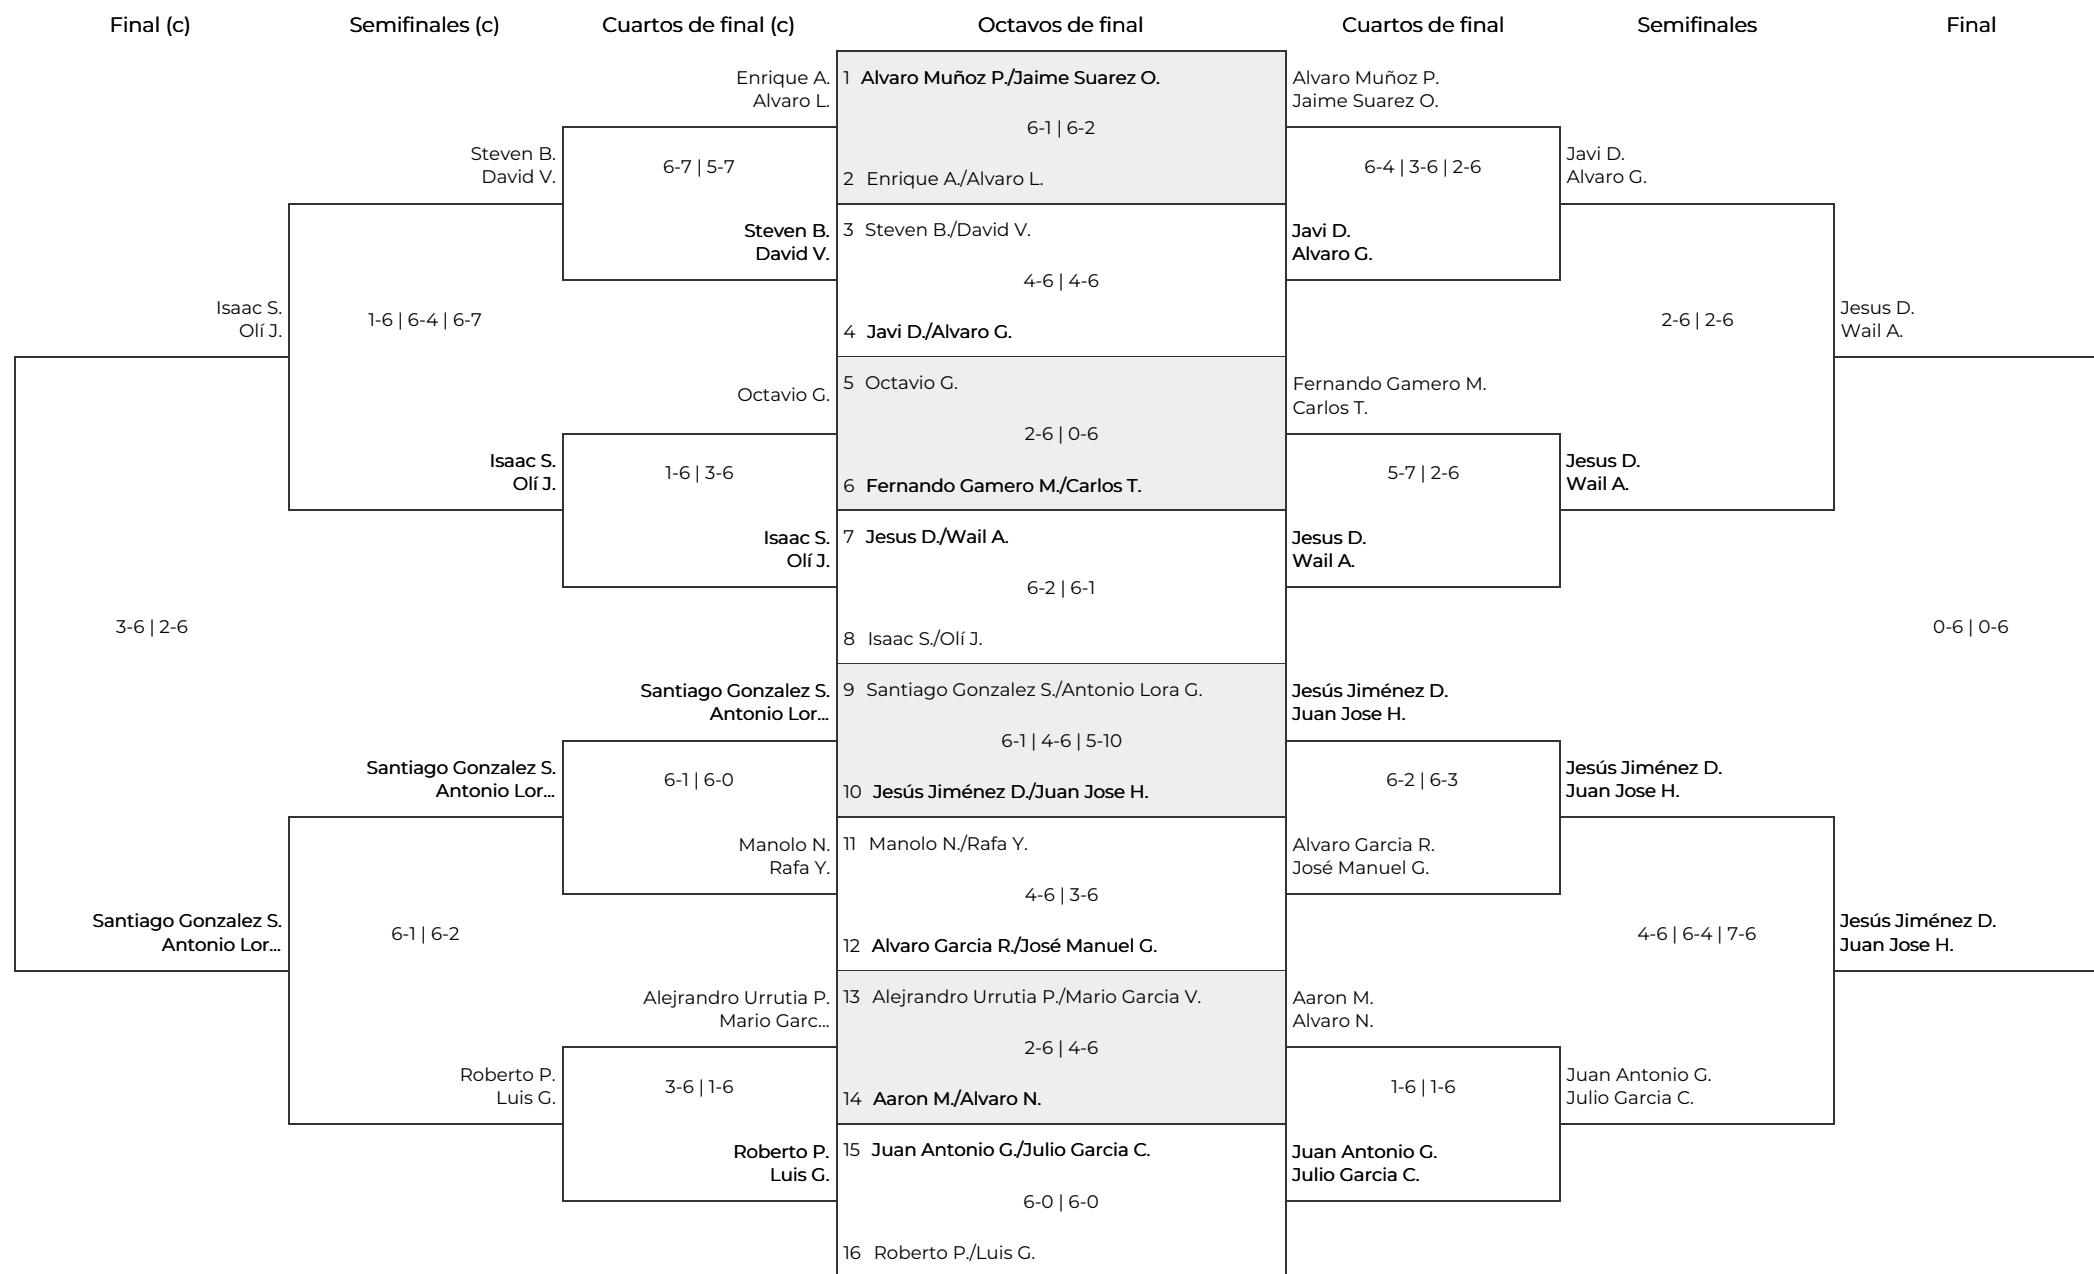 Final (c)
Semifinales (c)
Cuartos de final (c)
Octavos de final
Cuartos de final
Semifinales
Final
Isaac S.
Olí J.
3-6 | 2-6
Santiago Gonzalez S.
Antonio Lor...
Steven B.
David V.
1-6 | 6-4 | 6-7
Isaac S.
Olí J.
Santiago Gonzalez S.
Antonio Lor...
6-1 | 6-2
Roberto P.
Luis G.
Enrique A.
Alvaro L.
6-7 | 5-7
Steven B.
David V.
Octavio G.
1-6 | 3-6
Isaac S.
Olí J.
Santiago Gonzalez S.
Antonio Lor...
6-1 | 6-0
Manolo N.
Rafa Y.
Alejrandro Urrutia P.
Mario Garc...
3-6 | 1-6
Roberto P.
Luis G.
1 Alvaro Muñoz P./Jaime Suarez O.
6-1 | 6-2
2 Enrique A./Alvaro L.
3 Steven B./David V.
4-6 | 4-6
4 Javi D./Alvaro G.
5 Octavio G.
2-6 | 0-6
6 Fernando Gamero M./Carlos T.
7 Jesus D./Wail A.
6-2 | 6-1
8 Isaac S./Olí J.
9 Santiago Gonzalez S./Antonio Lora G.
6-1 | 4-6 | 5-10
10 Jesús Jiménez D./Juan Jose H.
11 Manolo N./Rafa Y.
4-6 | 3-6
12 Alvaro Garcia R./José Manuel G.
13 Alejrandro Urrutia P./Mario Garcia V.
2-6 | 4-6
14 Aaron M./Alvaro N.
15 Juan Antonio G./Julio Garcia C.
6-0 | 6-0
16 Roberto P./Luis G.
Alvaro Muñoz P.
Jaime Suarez O.
6-4 | 3-6 | 2-6
Javi D.
Alvaro G.
Fernando Gamero M.
Carlos T.
5-7 | 2-6
Jesus D.
Wail A.
Jesús Jiménez D.
Juan Jose H.
6-2 | 6-3
Alvaro Garcia R.
José Manuel G.
Aaron M.
Alvaro N.
1-6 | 1-6
Juan Antonio G.
Julio Garcia C.
Javi D.
Alvaro G.
2-6 | 2-6
Jesus D.
Wail A.
Jesús Jiménez D.
Juan Jose H.
4-6 | 6-4 | 7-6
Juan Antonio G.
Julio Garcia C.
Jesus D.
Wail A.
0-6 | 0-6
Jesús Jiménez D.
Juan Jose H.